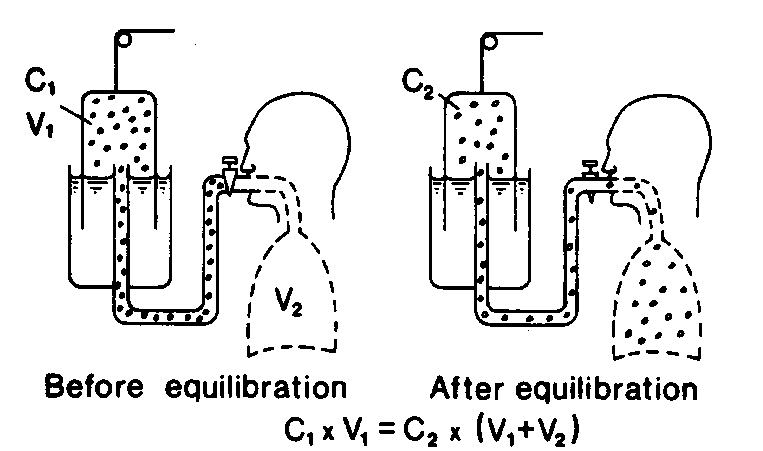 C₁
V₁
C₂
V₂
Before equilibration
After equilibration
C₁ x V₁ = C₂ x (V₁+V₂)